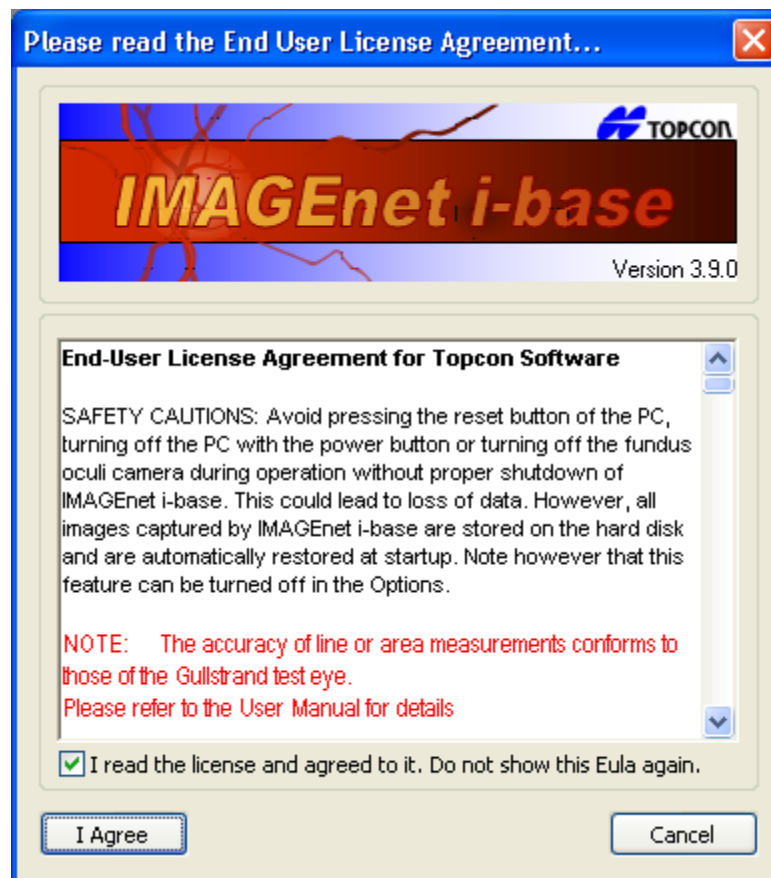 Please read the End User License Agreement...
TOPCON
IMAGEnet i-base
Version 3.9.0
End-User License Agreement for Topcon Software
SAFETY CAUTIONS: Avoid pressing the reset button of the PC,
turning off the PC with the power button or turning off the fundus
oculi camera during operation without proper shutdown of
IMAGEnet i-base. This could lead to loss of data. However, all
images captured by IMAGEnet i-base are stored on the hard disk
and are automatically restored at startup. Note however that this
feature can be turned off in the Options.
NOTE: The accuracy of line or area measurements conforms to
those of the Gullstrand test eye.
Please refer to the User Manual for details
I read the license and agreed to it. Do not show this Eula again.
I Agree
Cancel